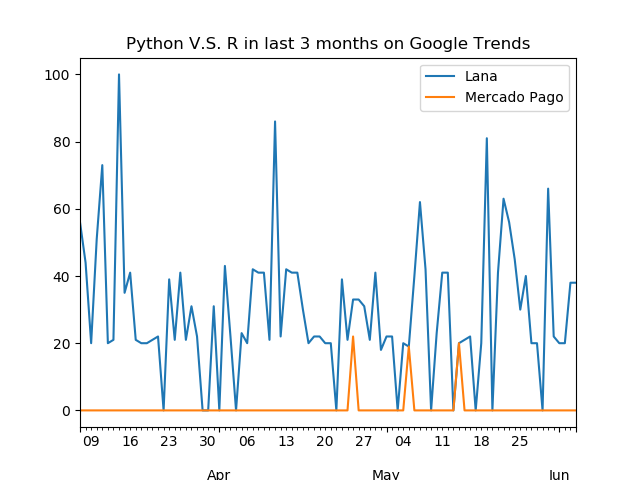 Python V.S. R in last 3 months on Google Trends
Lana
Mercado Pago
100
80
60
40
20
0
09 16 23 30 06 13 20 27 04 11 18 25
Apr May Jun